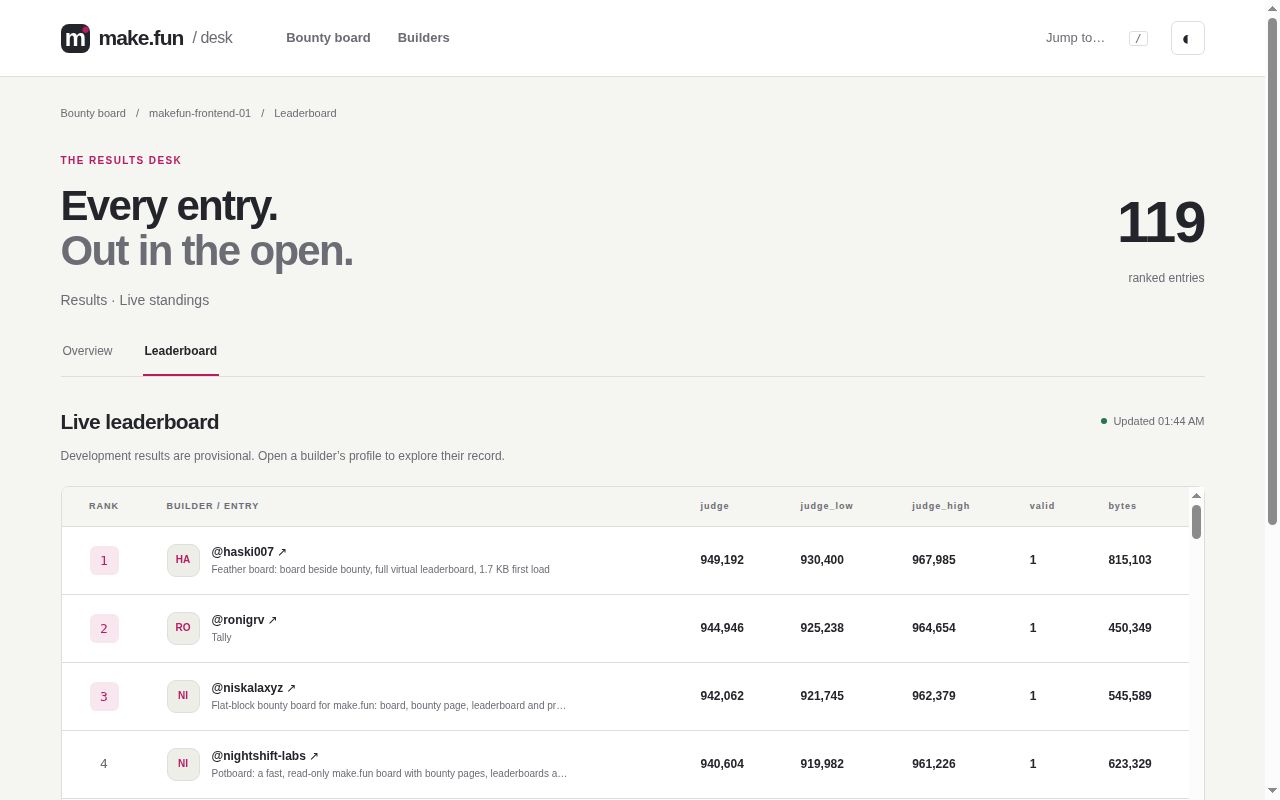 m make.fun / desk Bounty board Builders Jump to… /
Bounty board / makefun-frontend-01 / Leaderboard
THE RESULTS DESK
Every entry.
Out in the open.
119
ranked entries
Results · Live standings
Overview Leaderboard
Live leaderboard
Updated 01:44 AM
Development results are provisional. Open a builder’s profile to explore their record.
RANK BUILDER / ENTRY judge judge_low judge_high valid bytes
1 HA @haski007 ↗ 949,192 930,400 967,985 1 815,103
Feather board: board beside bounty, full virtual leaderboard, 1.7 KB first load
2 RO @ronigrv ↗ 944,946 925,238 964,654 1 450,349
Tally
3 NI @niskalaxyz ↗ 942,062 921,745 962,379 1 545,589
Flat-block bounty board for make.fun: board, bounty page, leaderboard and pr…
4 NI @nightshift-labs ↗ 940,604 919,982 961,226 1 623,329
Potboard: a fast, read-only make.fun board with bounty pages, leaderboards a…